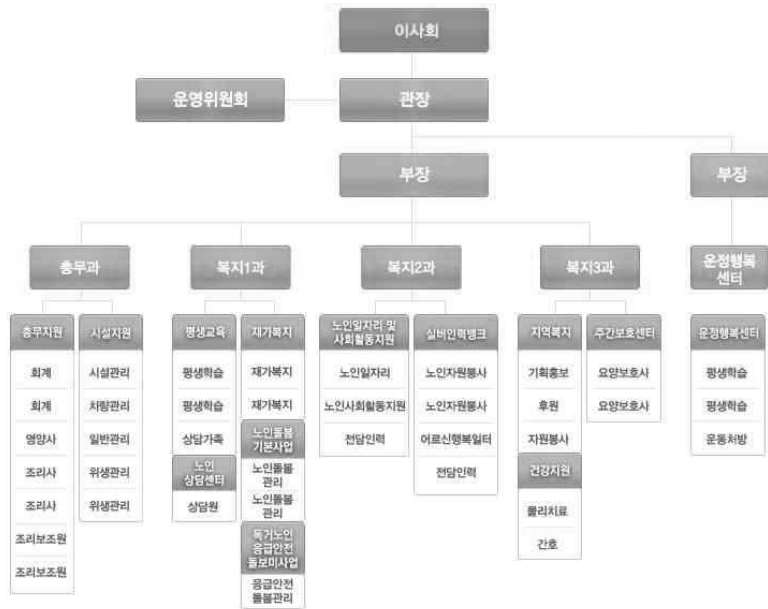 이사회
운영위원회
관장
부장
부장
총무과
복지1과
복지2과
복지3과
운정행복
센터
총무지원
회계
회계
영양사
조리사
조리사
조리보조원
조리보조원
시설지원
시설관리
차량관리
일반관리
위생관리
위생관리
평생교육
평생학습
평생학습
상담가족
노인
상담센터
상담원
재가복지
재가복지
재가복지
노인돌봄
기본사업
노인돌봄
관리
노인돌봄
관리
독거노인
응급안전
돌보미사업
응급안전
돌봄관리
노인일자리 및
사회활동지원
노인일자리
노인사회활동지원
전담인력
실버인력뱅크
노인자원봉사
노인자원봉사
어르신행복일터
전담인력
지역복지
기획홍보
후원
자원봉사
건강지원
물리치료
간호
주간보호센터
요양보호사
요양보호사
운정행복센터
평생학습
평생학습
운동처방